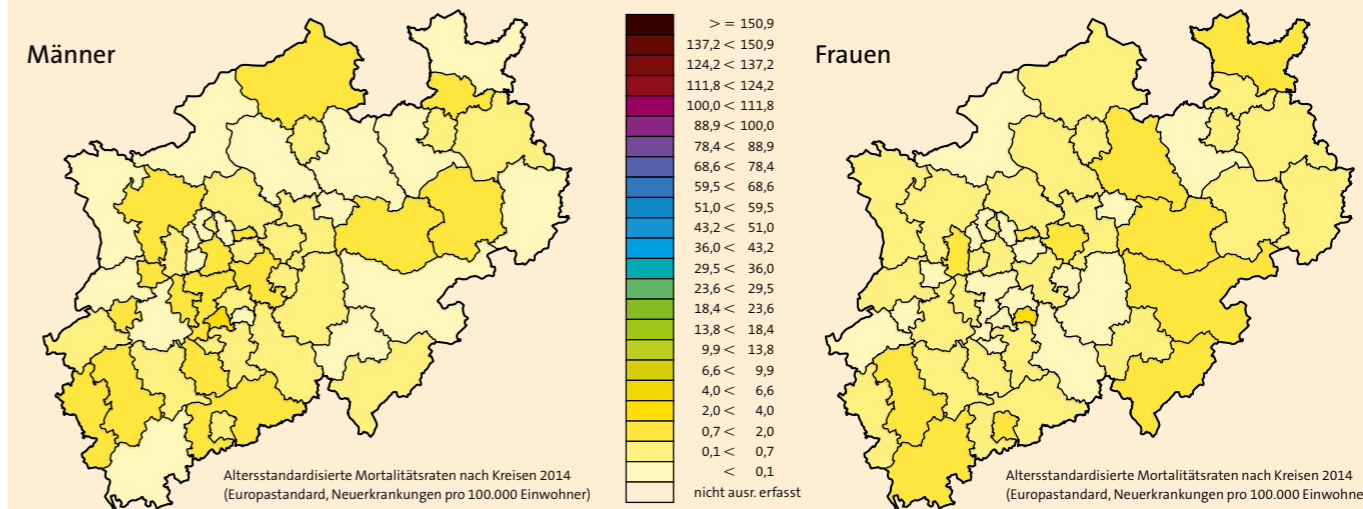 Männer
> = 150,9
137,2 < 150,9
124,2 < 137,2
111,8 < 124,2
100,0 < 111,8
88,9 < 100,0
78,4 < 88,9
68,6 < 78,4
59,5 < 68,6
51,0 < 59,5
43,2 < 51,0
36,0 < 43,2
29,5 < 36,0
23,6 < 29,5
18,4 < 23,6
13,8 < 18,4
9,9 < 13,8
6,6 < 9,9
4,0 < 6,6
2,0 < 4,0
0,7 < 2,0
0,1 < 0,7
< 0,1
nicht ausr. erfasst
Altersstandardisierte Mortalitätsraten nach Kreisen 2014
(Europastandard, Neuerkrankungen pro 100.000 Einwohner)
Frauen
Altersstandardisierte Mortalitätsraten nach Kreisen 2014
(Europastandard, Neuerkrankungen pro 100.000 Einwohne